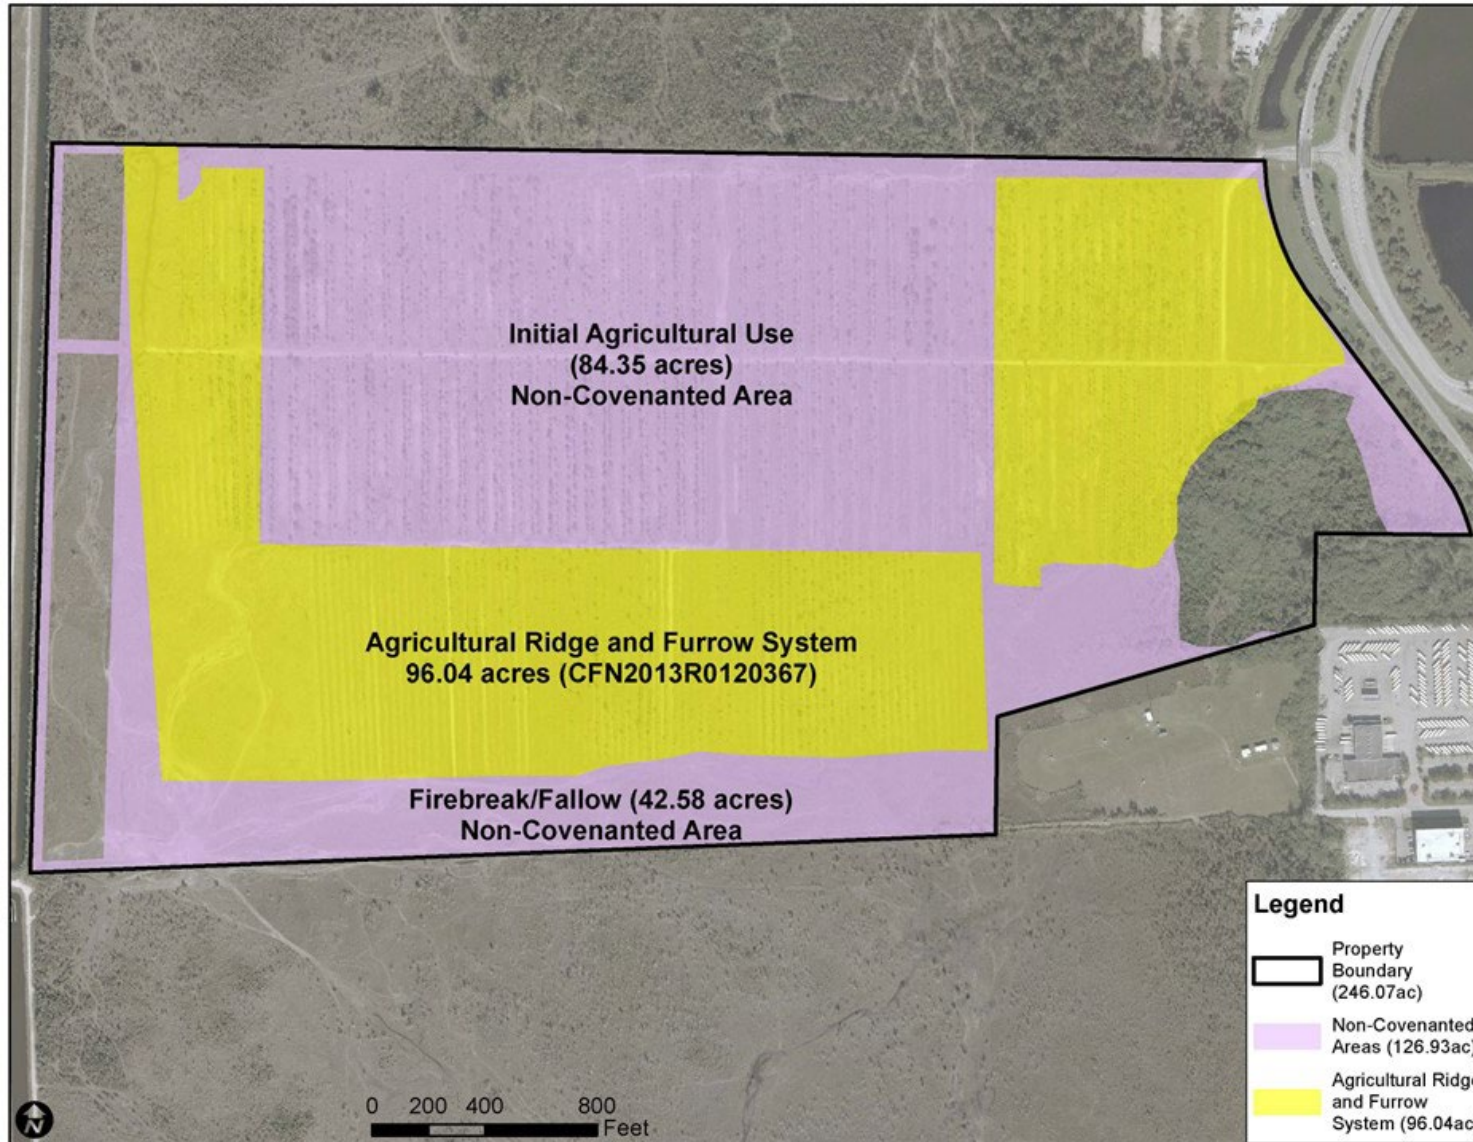 Initial Agricultural Use
(84.35 acres)
Non-Covenanted Area
Agricultural Ridge and Furrow System
96.04 acres (CFN2013R0120367)
Firebreak/Fallow (42.58 acres)
Non-Covenanted Area
Legend
Property
Boundary
(246.07ac)
Non-Covenanted
Areas (126.93ac)
Agricultural Ridge
and Furrow
System (96.04ac
0 200 400 800
Feet
N